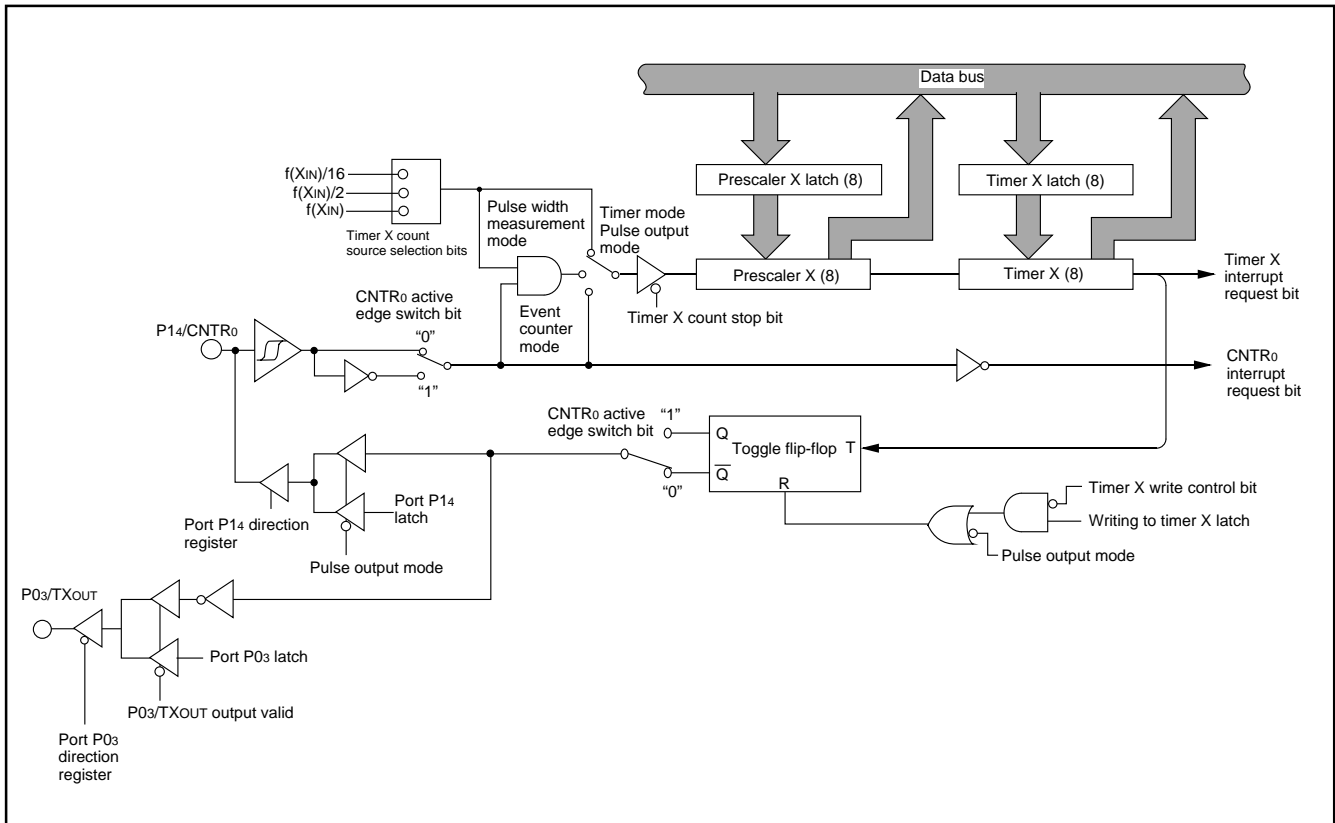 Data bus
f(XIN)/16
f(XIN)/2
f(XIN)
Timer X count
source selection bits
Prescaler X latch (8)
Timer X latch (8)
Pulse width
measurement
mode
Timer mode
Pulse output
mode
Prescaler X (8)
Timer X (8)
Timer X
interrupt
request bit
Timer X count stop bit
CNTR0 active
edge switch bit
Event
counter
mode
P14/CNTR0
“0”
“1”
CNTR0
interrupt
request bit
CNTR0 active
edge switch bit
“1”
“0”
Q
Toggle flip-flop
T
Q̅
R
Port P14
latch
Port P14 direction
register
Pulse output mode
Timer X write control bit
Writing to timer X latch
Pulse output mode
P03/TXOUT
Port P03 latch
P03/TXOUT output valid
Port P03
direction
register